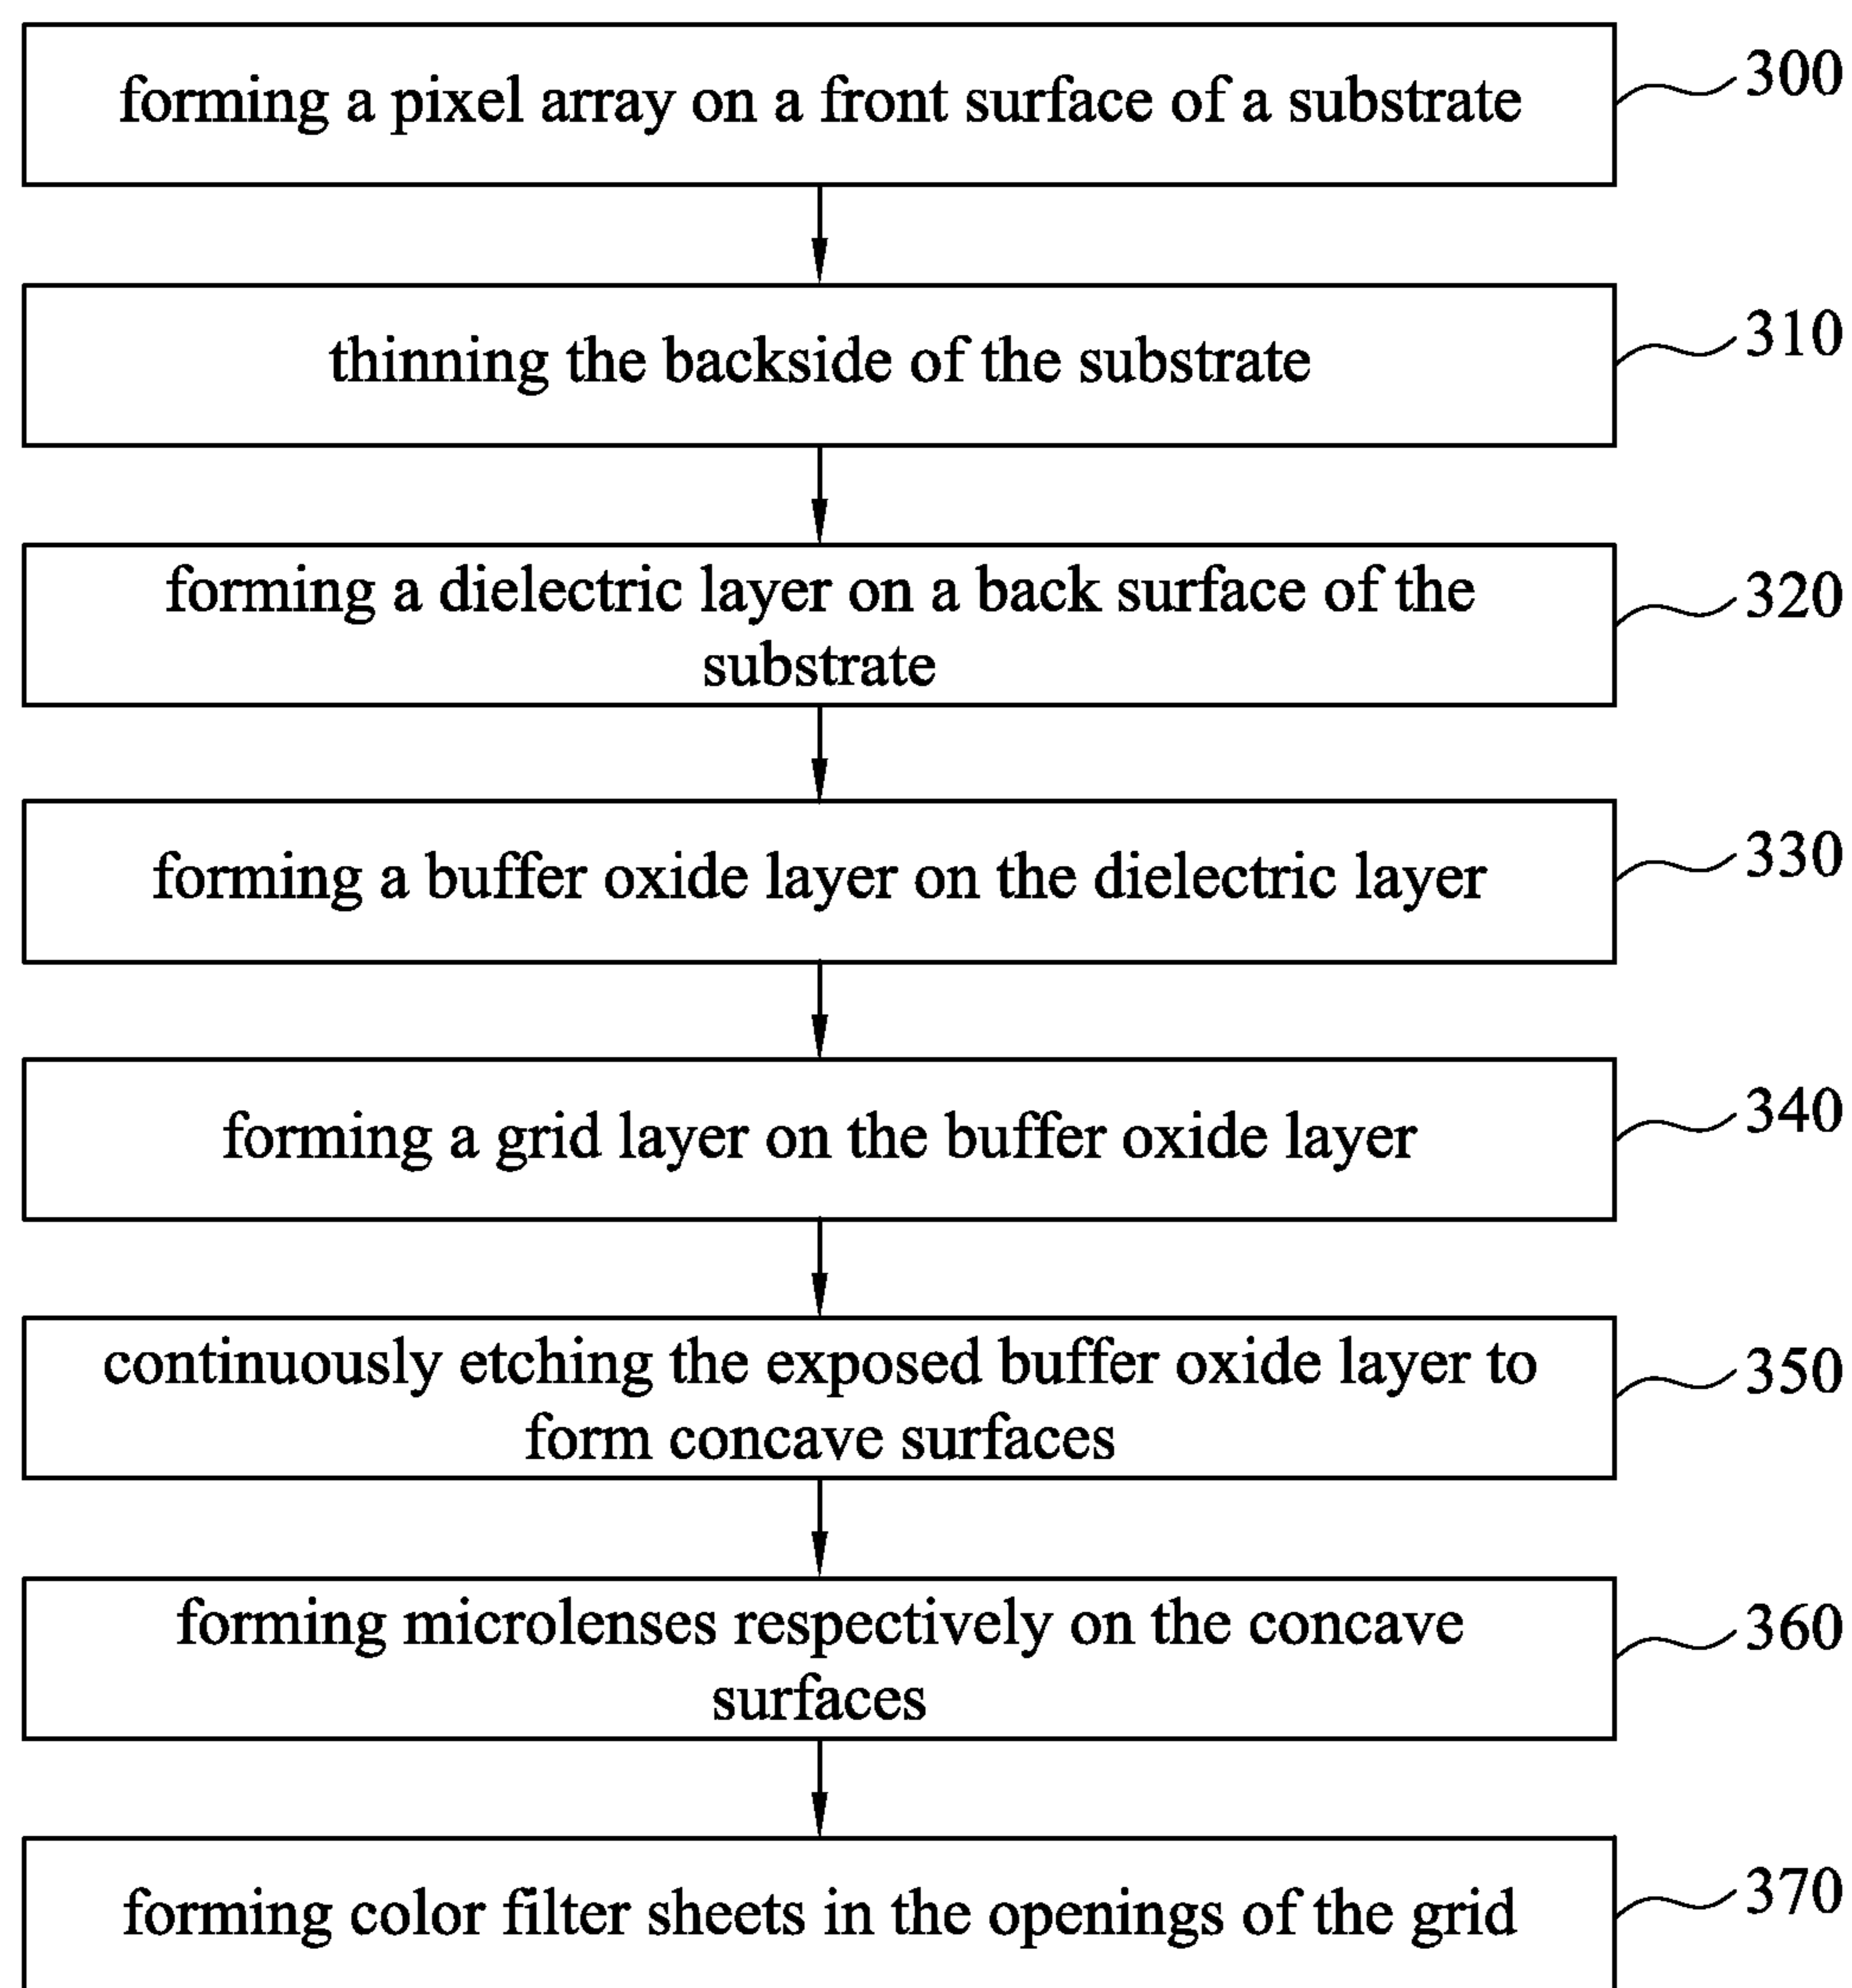 forming a pixel array on a front surface of a substrate
300
thinning the backside of the substrate
310
forming a dielectric layer on a back surface of the
substrate
320
forming a buffer oxide layer on the dielectric layer
330
forming a grid layer on the buffer oxide layer
340
continuously etching the exposed buffer oxide layer to
form concave surfaces
350
forming microlenses respectively on the concave
surfaces
360
forming color filter sheets in the openings of the grid
370